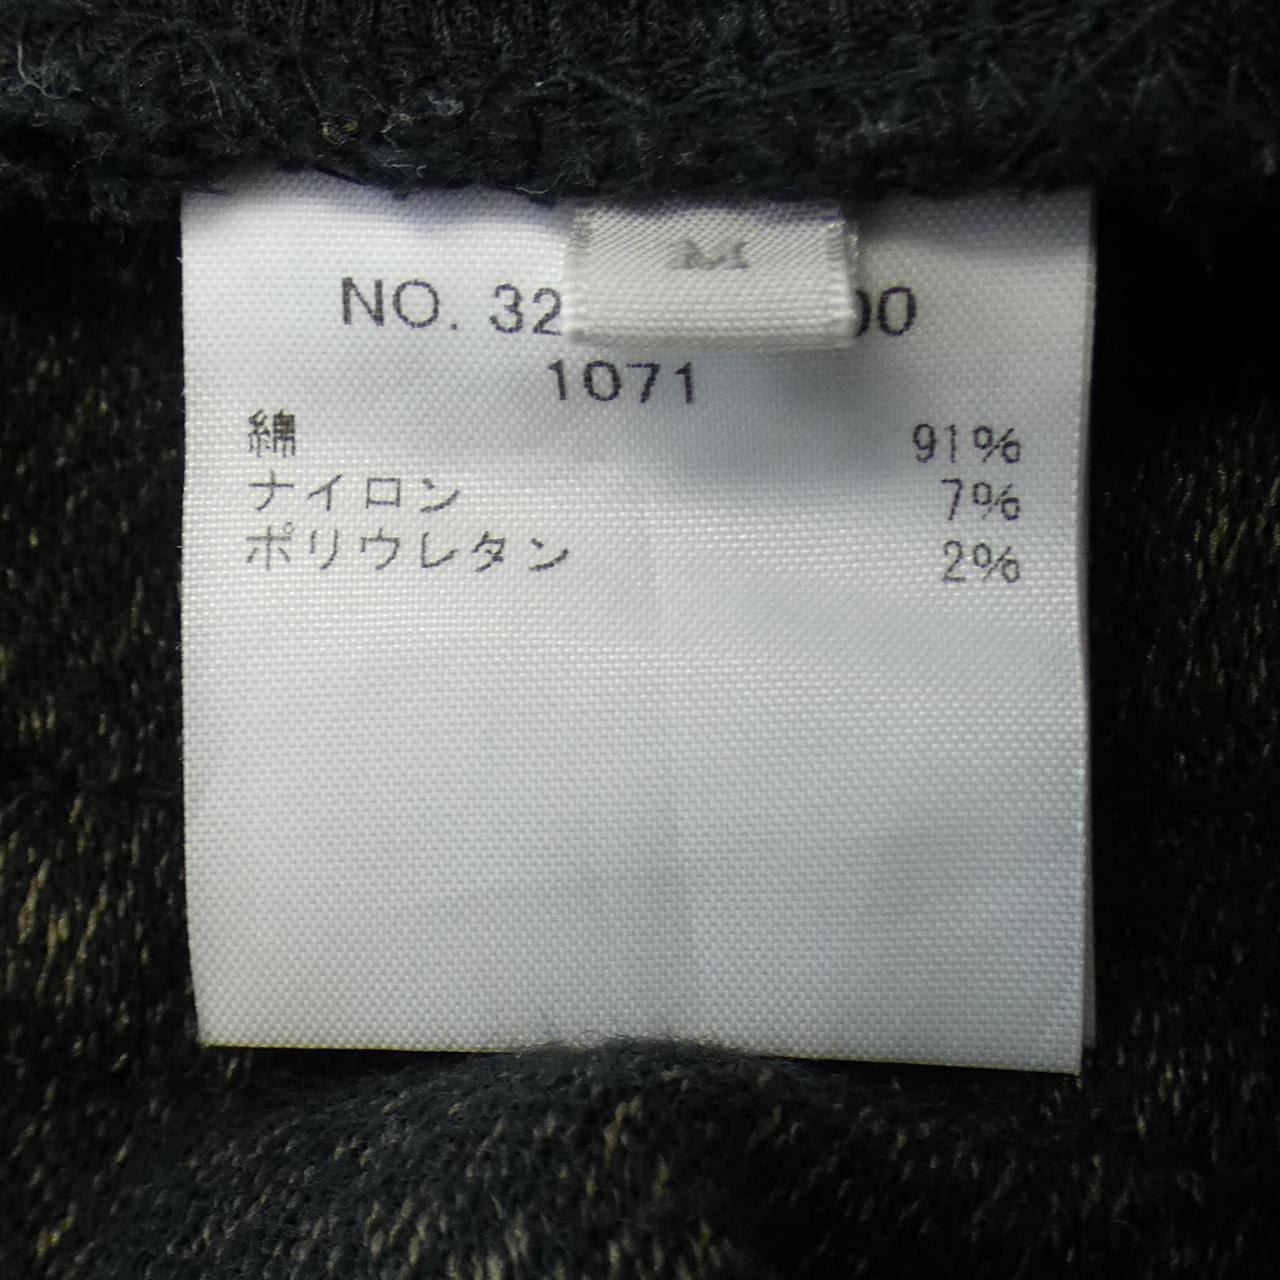 M
NO. 32 00
1071
綿 91%
ナイロン 7%
ポリウレタン 2%